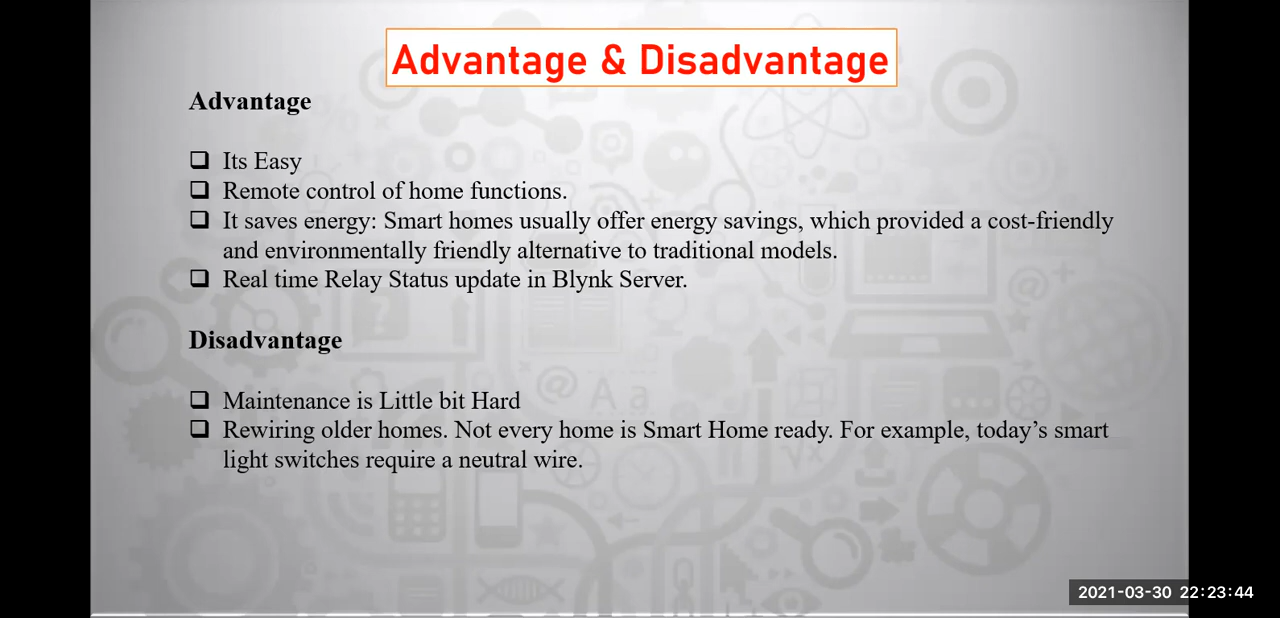 Advantage & Disadvantage
Advantage
Its Easy
Remote control of home functions.
It saves energy: Smart homes usually offer energy savings, which provided a cost-friendly
and environmentally friendly alternative to traditional models.
Real time Relay Status update in Blynk Server.
Disadvantage
Maintenance is Little bit Hard
Rewiring older homes. Not every home is Smart Home ready. For example, today’s smart
light switches require a neutral wire.
2021-03-30 22:23:44